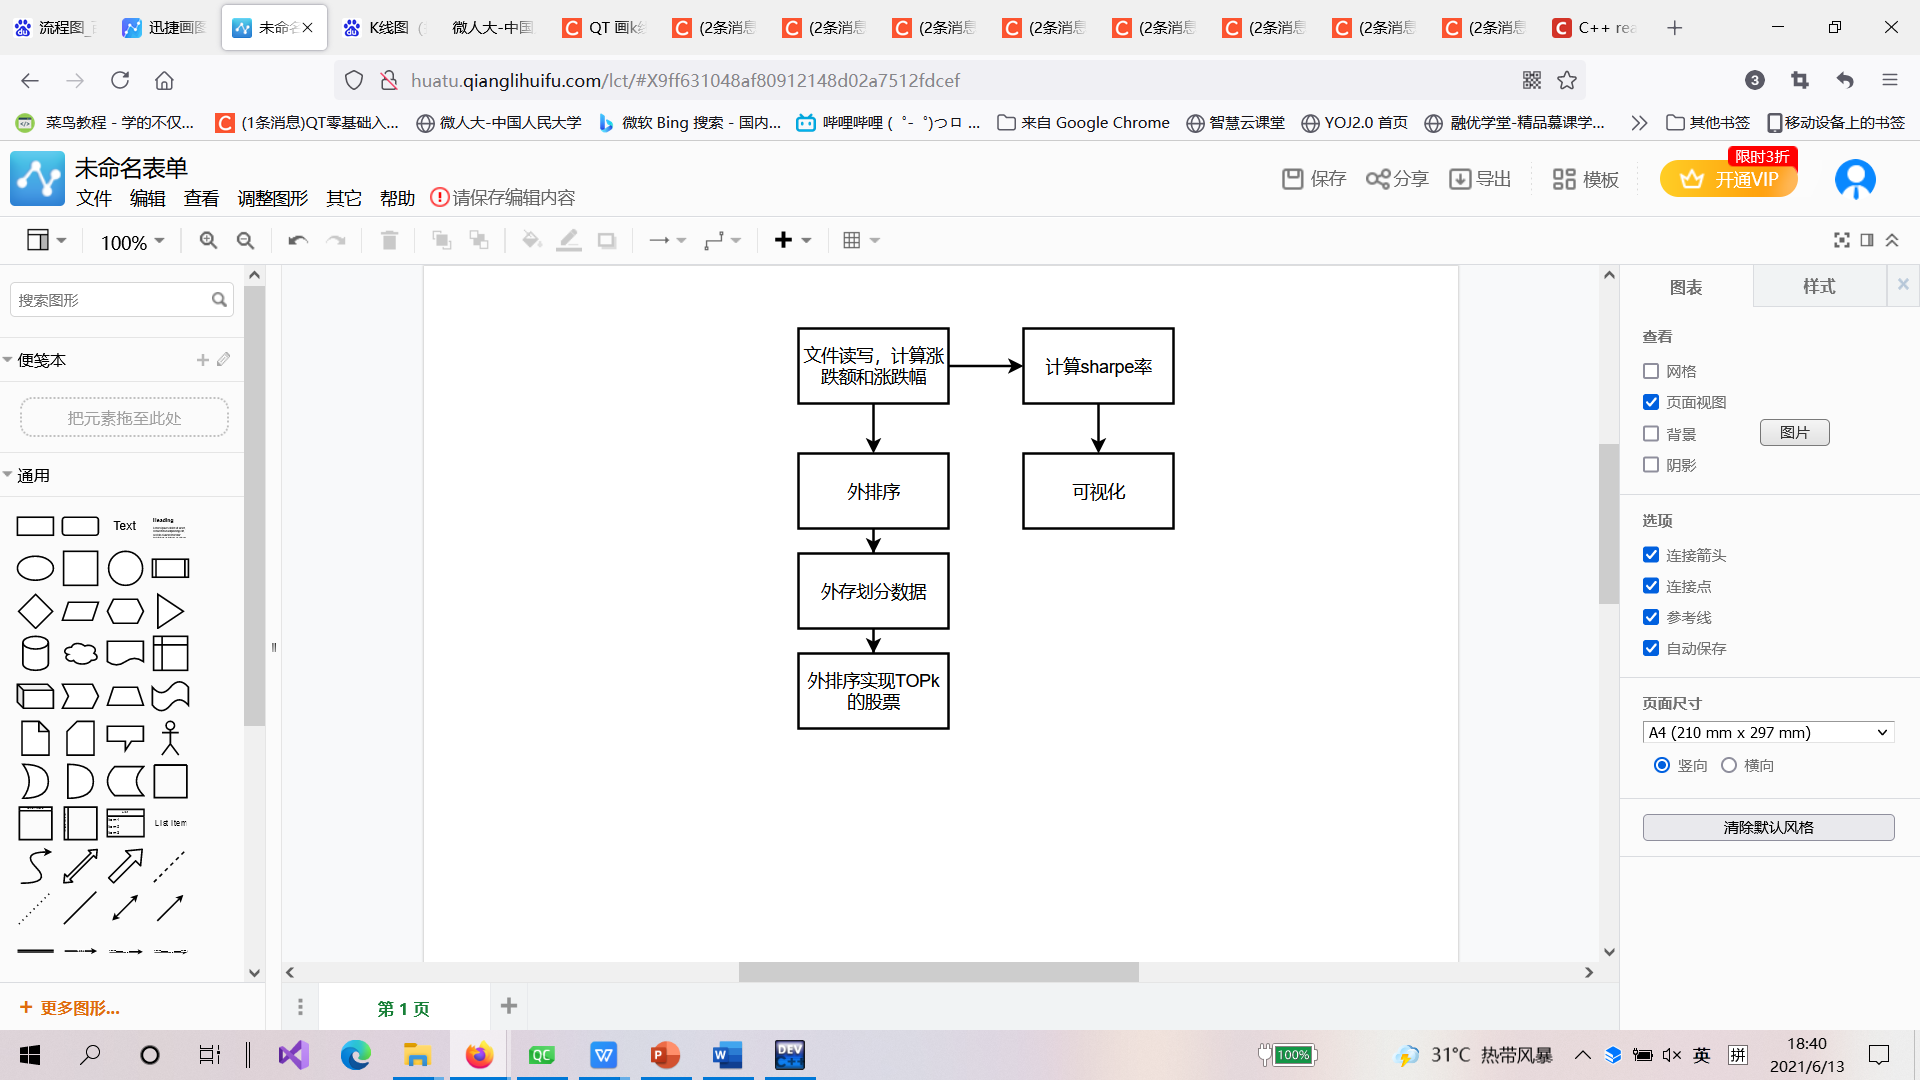 流程图_
迅捷画图
未命名
K线图
微人大-中国
QT 画k线
(2条消息
(2条消息
(2条消息
(2条消息
(2条消息
(2条消息
(2条消息
(2条消息
C++ rea
huatu.qianglihuifu.com/lct/#X9ff631048af80912148d02a7512fdcef
3
菜鸟教程 - 学的不仅...
(1条消息)QT零基础入...
微人大-中国人民大学
微软 Bing 搜索 - 国内...
哔哩哔哩 ( ゜- ゜)つロ ...
来自 Google Chrome
智慧云课堂
YOJ2.0 首页
融优学堂-精品慕课学...
其他书签
移动设备上的书签
未命名表单
文件 编辑 查看 调整图形 其它 帮助 请保存编辑内容
保存 分享 导出 模板
限时3折
开通VIP
100%
搜索图形
便笺本
把元素拖至此处
通用
Text
Heading
List Item
更多图形...
文件读写，计算涨
跌额和涨跌幅
计算sharpe率
外排序
可视化
外存划分数据
外排序实现TOPk
的股票
第 1 页
图表 样式
查看
网格
页面视图
背景
图片
阴影
选项
连接箭头
连接点
参考线
自动保存
页面尺寸
A4 (210 mm x 297 mm)
竖向 横向
清除默认风格
QC
W
P
W
DEV
C++
100%
31°C 热带风暴
英
拼
18:40
2021/6/13